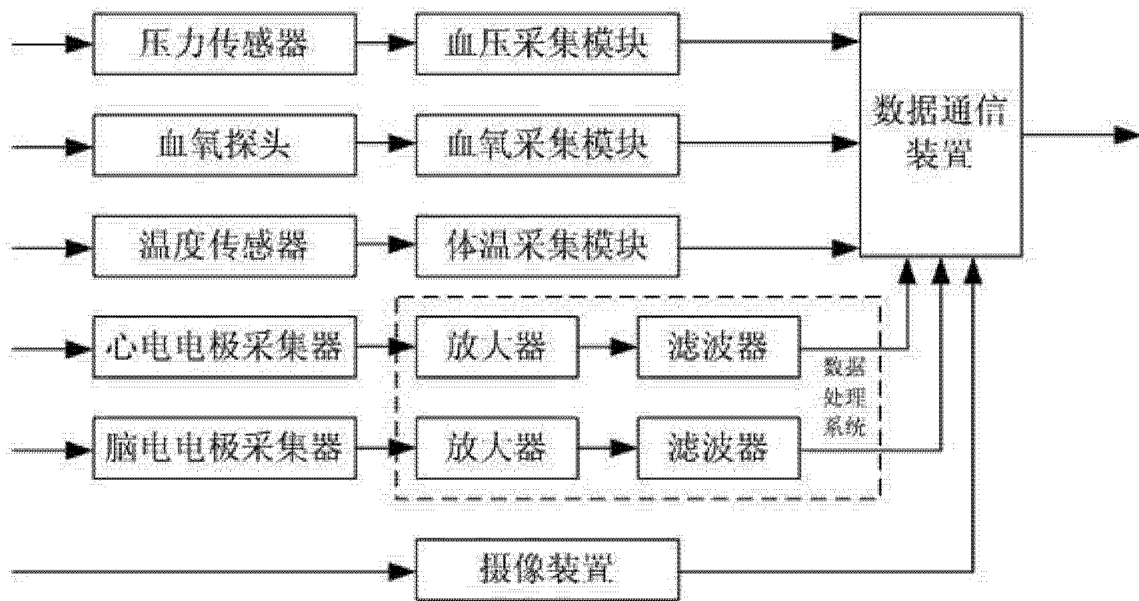 压力传感器
血压采集模块
血氧探头
血氧采集模块
数据通信
装置
温度传感器
体温采集模块
心电电极采集器
放大器
滤波器
数据
处理
系统
脑电电极采集器
放大器
滤波器
摄像装置